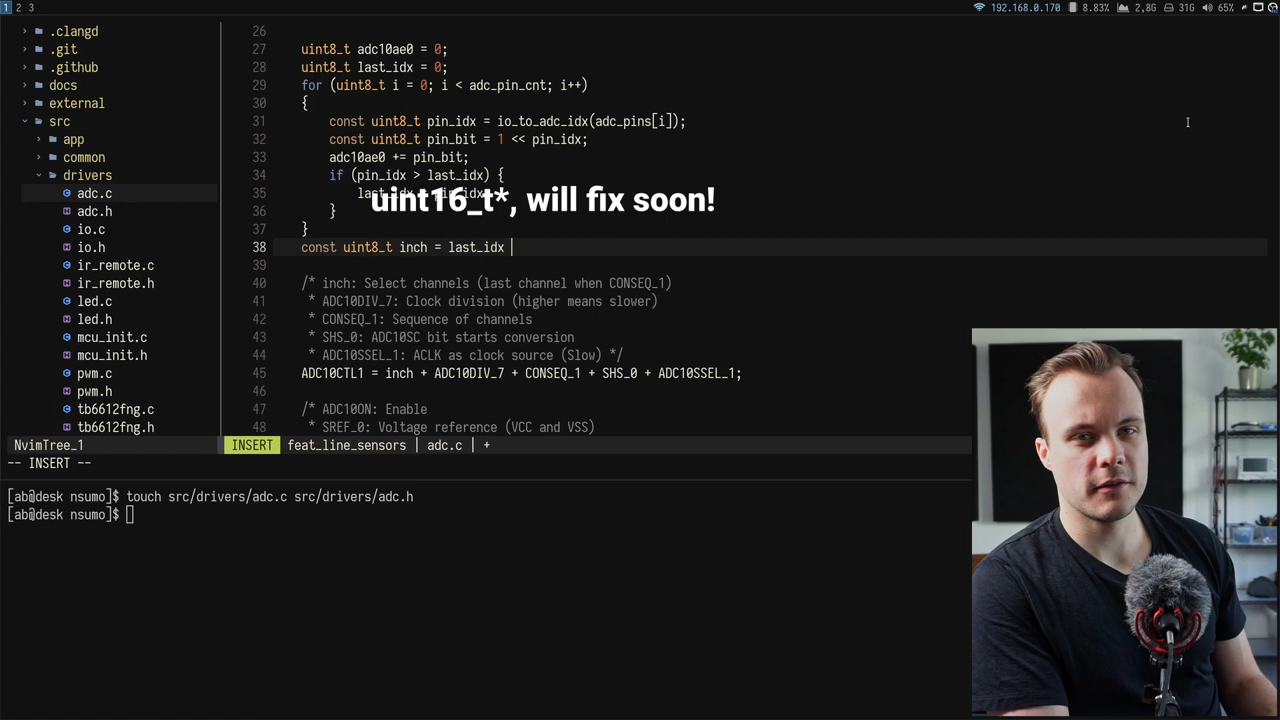 1 2 3
192.168.0.170 8.83% 2,8G 31G 65%
.clangd
.git
.github
docs
external
src
app
common
drivers
adc.c
adc.h
io.c
io.h
ir_remote.c
ir_remote.h
led.c
led.h
mcu_init.c
mcu_init.h
pwm.c
pwm.h
tb6612fng.c
tb6612fng.h
26
27 uint8_t adc10ae0 = 0;
28 uint8_t last_idx = 0;
29 for (uint8_t i = 0; i < adc_pin_cnt; i++)
30 {
31 const uint8_t pin_idx = io_to_adc_idx(adc_pins[i]);
32 const uint8_t pin_bit = 1 << pin_idx;
33 adc10ae0 += pin_bit;
34 if (pin_idx > last_idx) {
35
uint16_t*, will fix soon!
36 }
37 }
38 const uint8_t inch = last_idx
39
40 /* inch: Select channels (last channel when CONSEQ_1)
41 * ADC10DIV_7: Clock division (higher means slower)
42 * CONSEQ_1: Sequence of channels
43 * SHS_0: ADC10SC bit starts conversion
44 * ADC10SSEL_1: ACLK as clock source (Slow) */
45 ADC10CTL1 = inch + ADC10DIV_7 + CONSEQ_1 + SHS_0 + ADC10SSEL_1;
46
47 /* ADC10ON: Enable
48 * SREF_0: Voltage reference (VCC and VSS)
NvimTree_1 INSERT feat_line_sensors | adc.c | +
-- INSERT --
[ab@desk nsumo]$ touch src/drivers/adc.c src/drivers/adc.h
[ab@desk nsumo]$